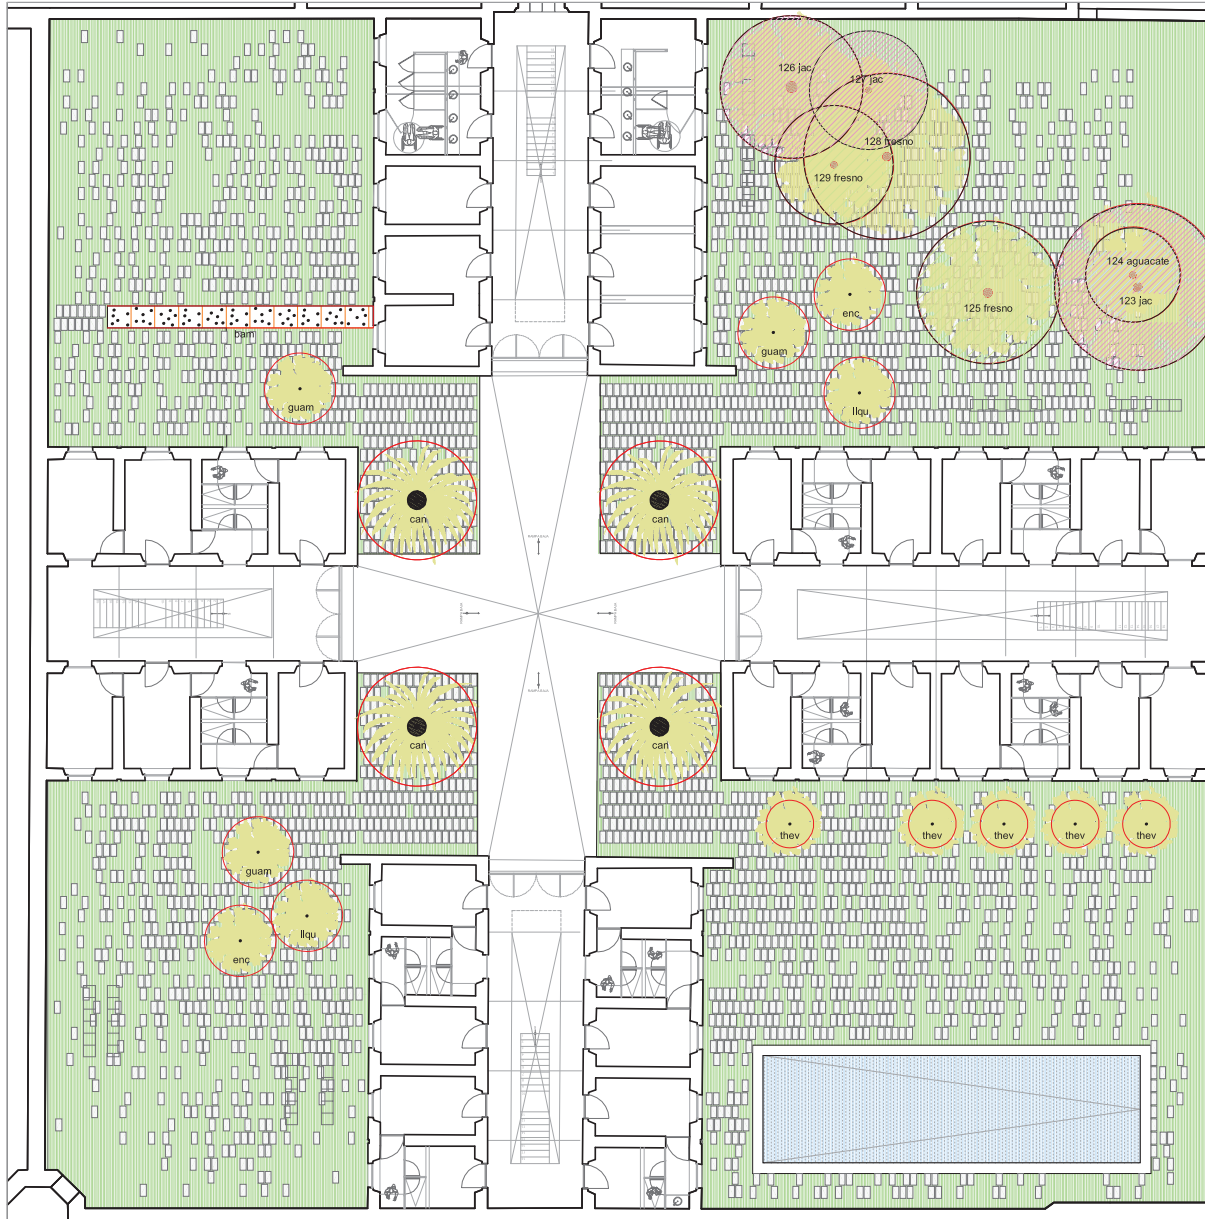 126 jac
127 jac
128 fresno
129 fresno
124 aguacate
123 jac
125 fresno
enc
guam
llqu
bam
guam
can
can
can
can
thev
thev
thev
thev
thev
guam
llqu
enc